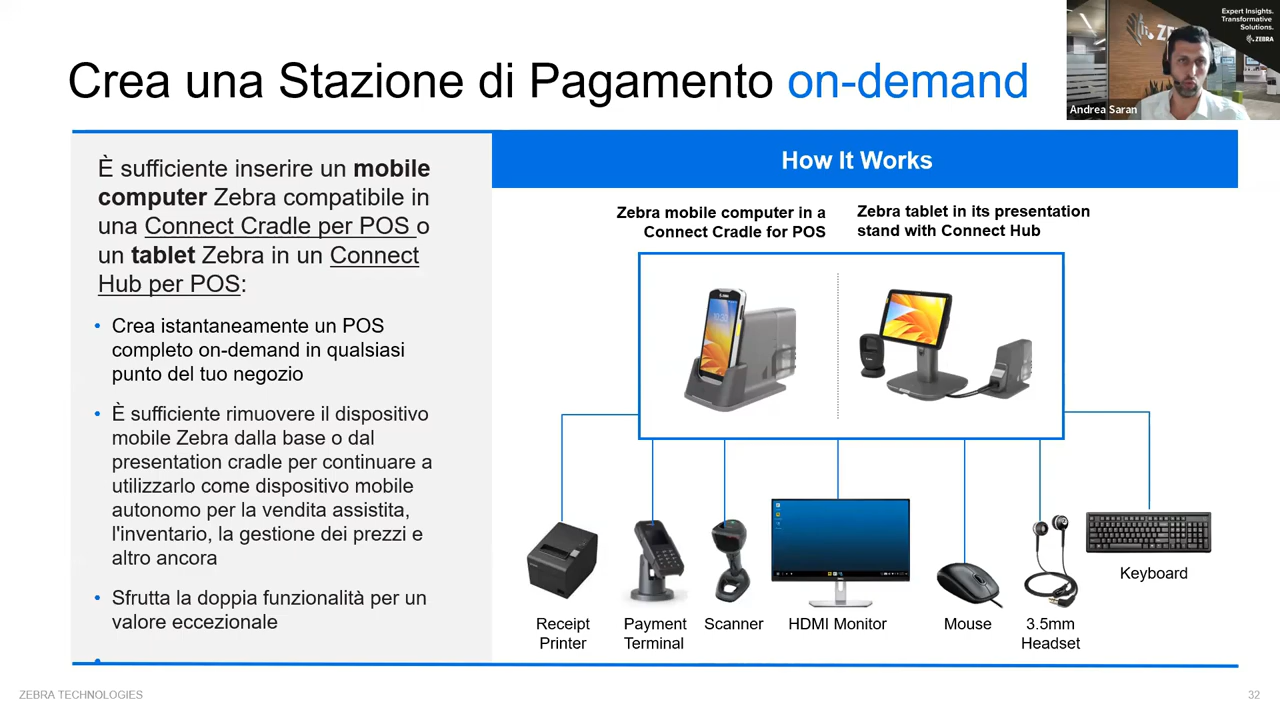 Crea una Stazione di Pagamento on-demand
Expert Insights.
Transformative
Solutions.
ZEBRA
Andrea Saran
È sufficiente inserire un mobile
computer Zebra compatibile in
una Connect Cradle per POS o
un tablet Zebra in un Connect
Hub per POS:
• Crea istantaneamente un POS
completo on-demand in qualsiasi
punto del tuo negozio
• È sufficiente rimuovere il dispositivo
mobile Zebra dalla base o dal
presentation cradle per continuare a
utilizzarlo come dispositivo mobile
autonomo per la vendita assistita,
l'inventario, la gestione dei prezzi e
altro ancora
• Sfrutta la doppia funzionalità per un
valore eccezionale
•
How It Works
Zebra mobile computer in a
Connect Cradle for POS
Zebra tablet in its presentation
stand with Connect Hub
Receipt
Printer
Payment
Terminal
Scanner
HDMI Monitor
Mouse
3.5mm
Headset
Keyboard
ZEBRA TECHNOLOGIES
32